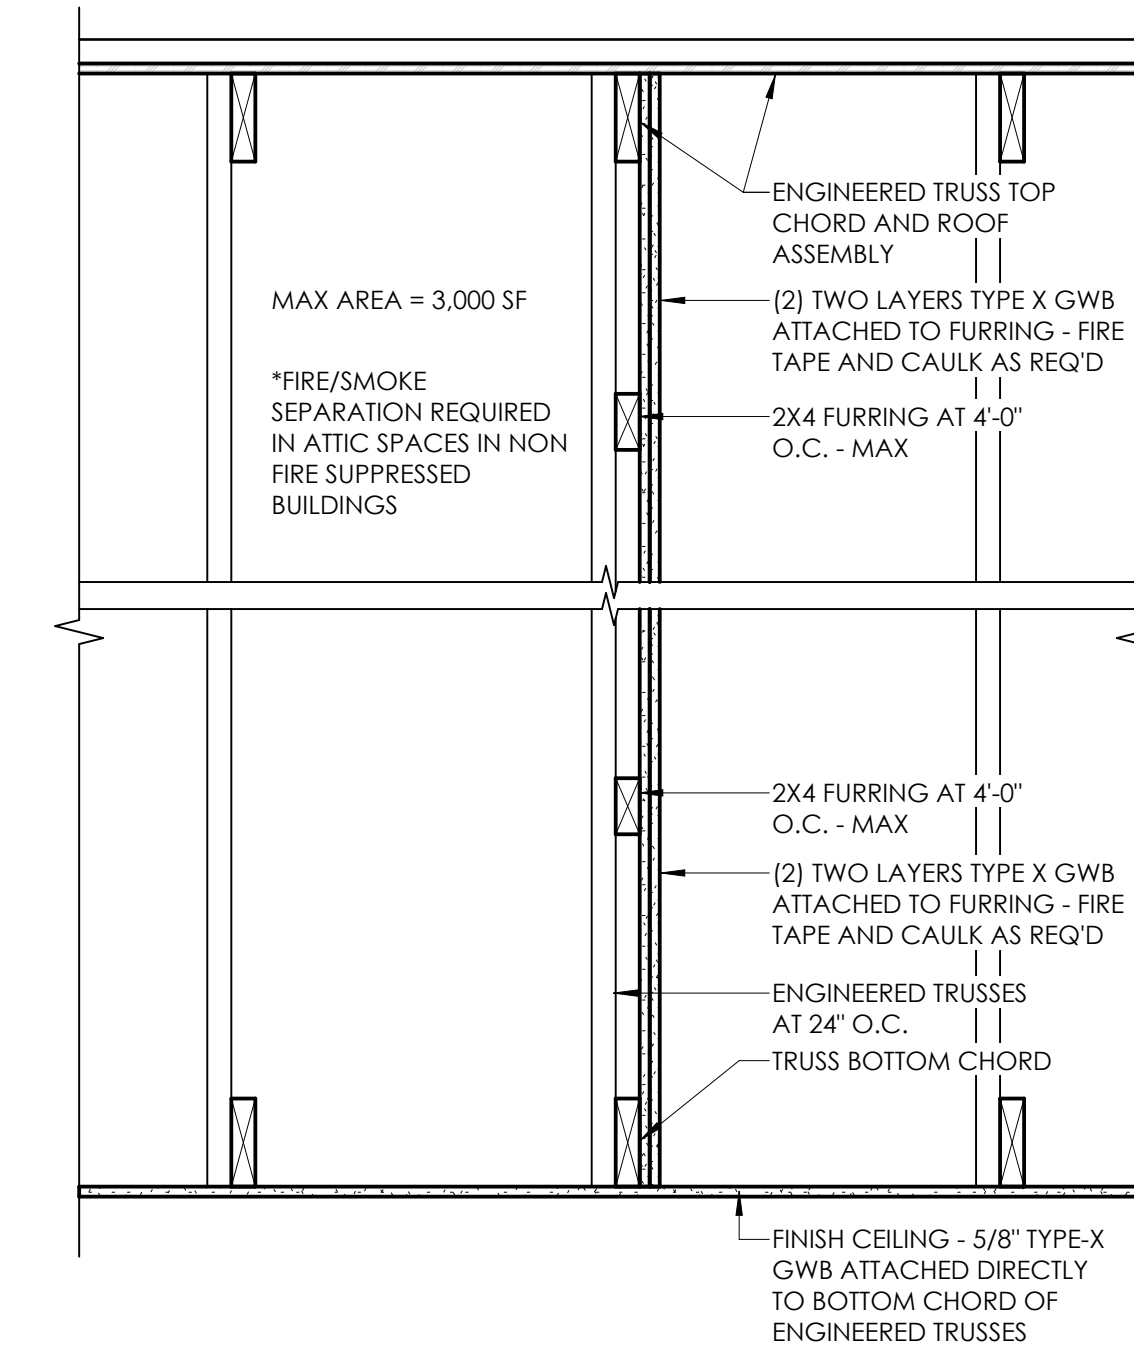 ENGINEERED TRUSS TOP
CHORD AND ROOF
ASSEMBLY
MAX AREA = 3,000 SF
(2) TWO LAYERS TYPE X GWB
ATTACHED TO FURRING - FIRE
TAPE AND CAULK AS REQ'D
*FIRE/SMOKE
SEPARATION REQUIRED
IN ATTIC SPACES IN NON
FIRE SUPPRESSED
BUILDINGS
2X4 FURRING AT 4'-0"
O.C. - MAX
2X4 FURRING AT 4'-0"
O.C. - MAX
(2) TWO LAYERS TYPE X GWB
ATTACHED TO FURRING - FIRE
TAPE AND CAULK AS REQ'D
ENGINEERED TRUSSES
AT 24" O.C.
TRUSS BOTTOM CHORD
FINISH CEILING - 5/8" TYPE-X
GWB ATTACHED DIRECTLY
TO BOTTOM CHORD OF
ENGINEERED TRUSSES